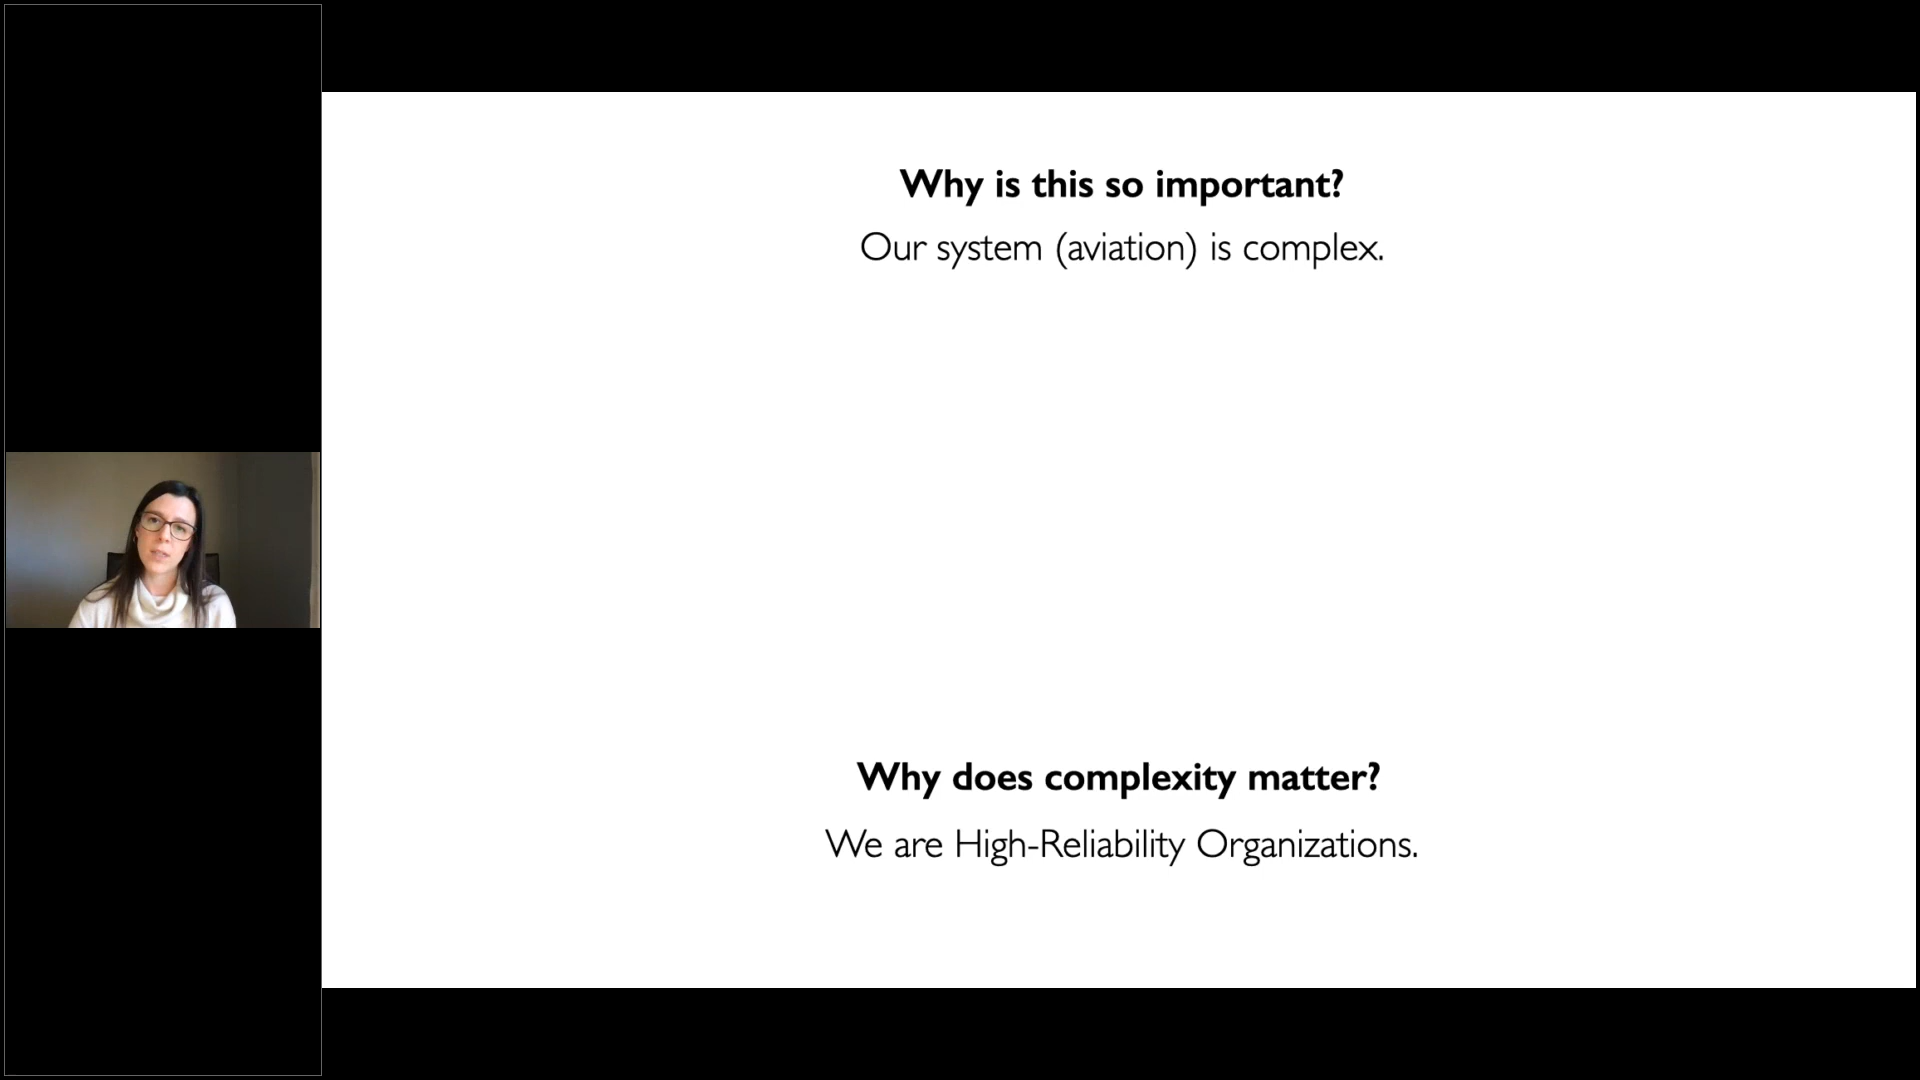 Why is this so important?
Our system (aviation) is complex.
Why does complexity matter?
We are High-Reliability Organizations.